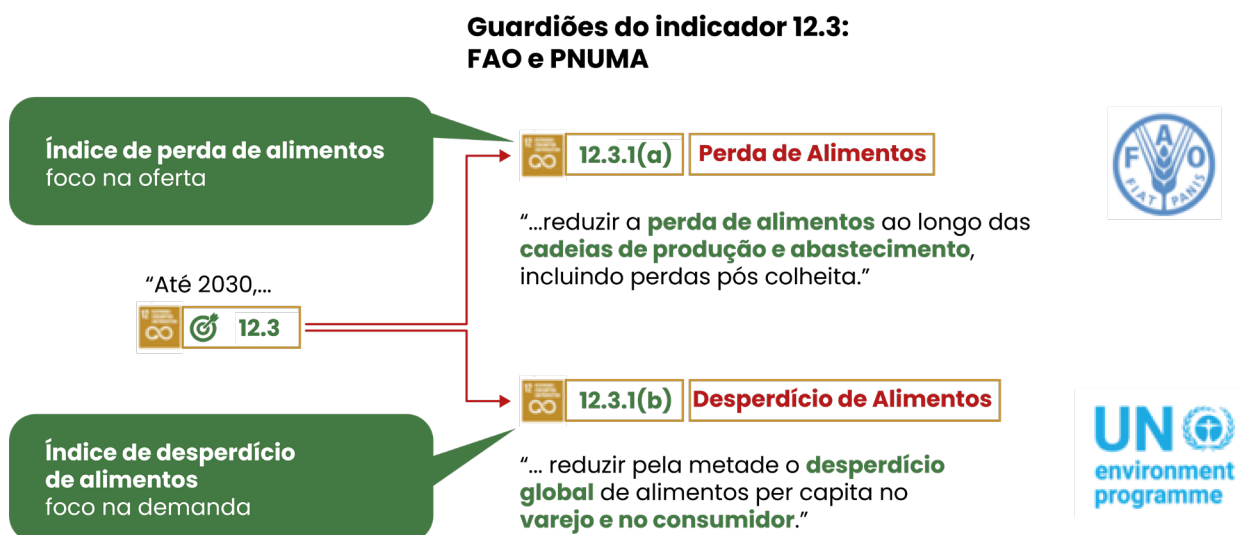 Guardiões do indicador 12.3:
FAO e PNUMA
Índice de perda de alimentos
foco na oferta
12.3.1(a) Perda de Alimentos
F A O
FIAT PANIS
“...reduzir a perda de alimentos ao longo das
cadeias de produção e abastecimento,
incluindo perdas pós colheita.”
“Até 2030,...
12
12.3
12.3.1(b) Desperdício de Alimentos
Índice de desperdício
de alimentos
foco na demanda
“... reduzir pela metade o desperdício
global de alimentos per capita no
varejo e no consumidor.”
UN
environment
programme